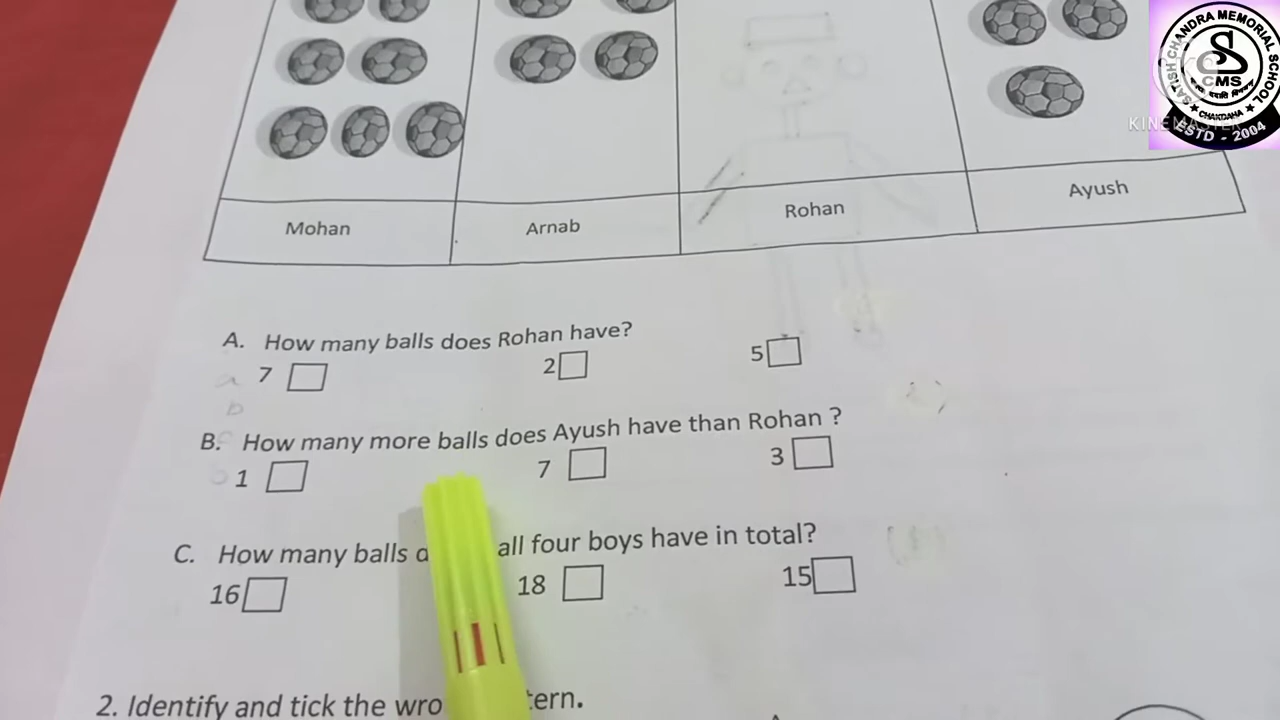 SATISH CHANDRA MEMORIAL SCHOOL
S
CMS
CHAKDAHA
ESTD - 2004
Mohan
Arnab
Rohan
Ayush
A. How many balls does Rohan have?
7 2 5
B. How many more balls does Ayush have than Rohan ?
1 7 3
C. How many balls d all four boys have in total?
16 18 15
2. Identify and tick the wro tern.